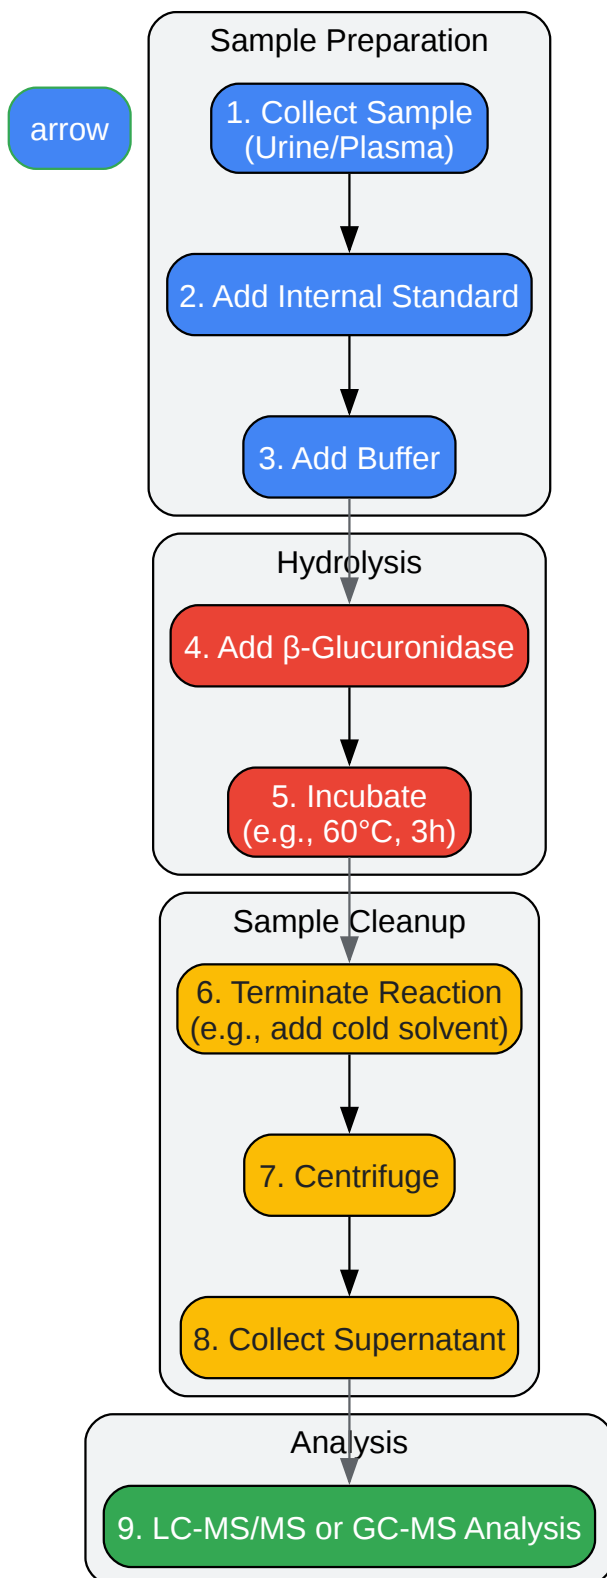 Sample Preparation
arrow
1. Collect Sample
(Urine/Plasma)
2. Add Internal Standard
3. Add Buffer
Hydrolysis
4. Add β-Glucuronidase
5. Incubate
(e.g., 60°C, 3h)
Sample Cleanup
6. Terminate Reaction
(e.g., add cold solvent)
7. Centrifuge
8. Collect Supernatant
Analysis
9. LC-MS/MS or GC-MS Analysis